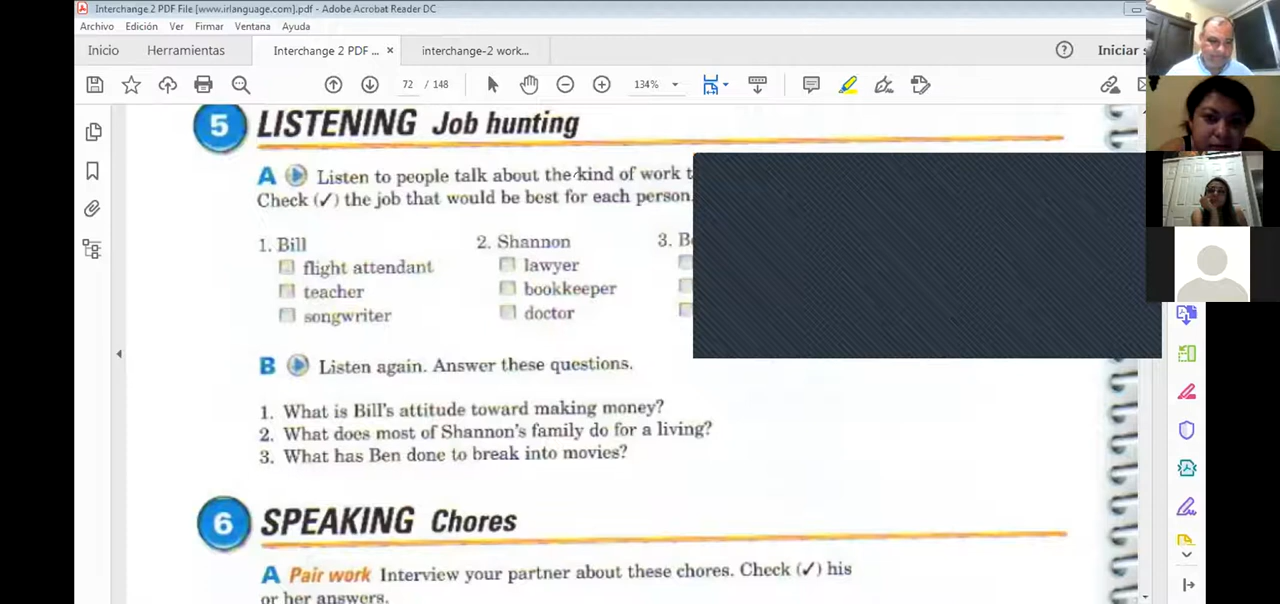 Interchange 2 PDF File [www.irlanguage.com].pdf - Adobe Acrobat Reader DC
Archivo Edición Ver Firmar Ventana Ayuda
Inicio Herramientas Interchange 2 PDF ... × interchange-2 work... ? Iniciar
72 / 148 134%
5 LISTENING Job hunting
A Listen to people talk about the kind of work
Check (✓) the job that would be best for each person.
1. Bill 2. Shannon 3.
flight attendant lawyer
teacher bookkeeper
songwriter doctor
B Listen again. Answer these questions.
1. What is Bill's attitude toward making money?
2. What does most of Shannon's family do for a living?
3. What has Ben done to break into movies?
6 SPEAKING Chores
A Pair work Interview your partner about these chores. Check (✓) his
or her answers.